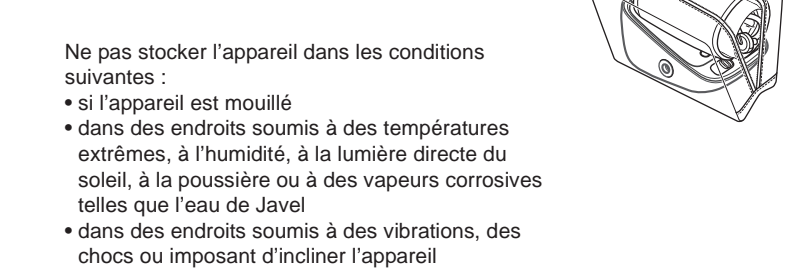 Ne pas stocker l’appareil dans les conditions
suivantes :
• si l’appareil est mouillé
• dans des endroits soumis à des températures
extrêmes, à l’humidité, à la lumière directe du
soleil, à la poussière ou à des vapeurs corrosives
telles que l’eau de Javel
• dans des endroits soumis à des vibrations, des
chocs ou imposant d’incliner l’appareil